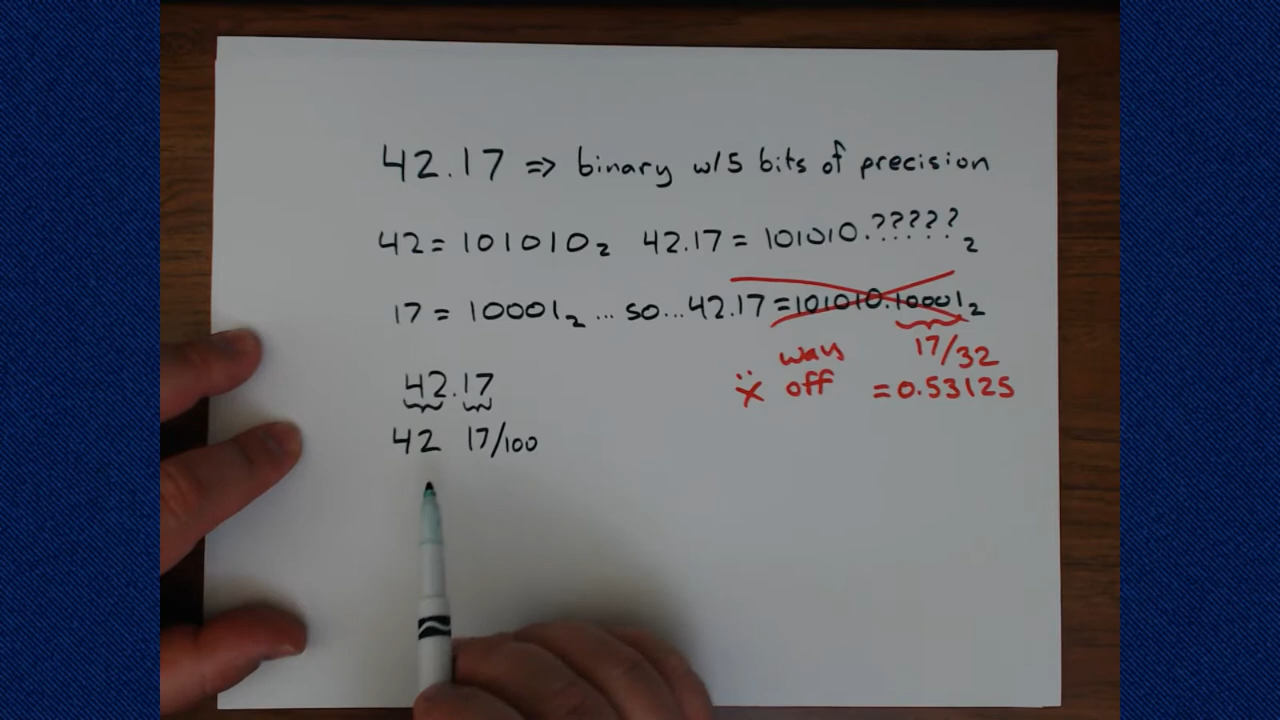 42.17 => binary w/5 bits of precision
42 = 101010₂ 42.17 = 101010.?????₂
17 = 10001₂ ... so... 42.17 = 101010.10001₂
ways off
17/32
= 0.53125
42.17
42 17/100